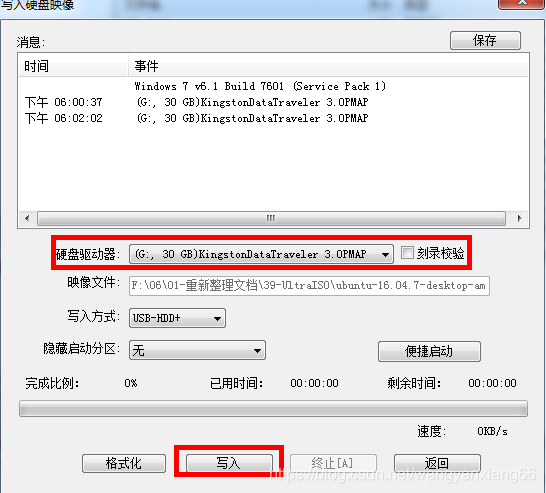 写入硬盘映像
消息:
保存
时间 事件
Windows 7 v6.1 Build 7601 (Service Pack 1)
下午 06:00:37 (G:, 30 GB)KingstonDataTraveler 3.0PMAP
下午 06:02:02 (G:, 30 GB)KingstonDataTraveler 3.0PMAP
硬盘驱动器: (G:, 30 GB)KingstonDataTraveler 3.0PMAP 刻录校验
映像文件: F:\06\01-重新整理文档\39-UltraISO\ubuntu-16.04.7-desktop-am
写入方式: USB-HDD+
隐藏启动分区: 无 便捷启动
完成比例: 0% 已用时间: 00:00:00 剩余时间: 00:00:00
速度: 0KB/s
格式化 写入 终止[A] 返回
https://blog.csdn.net/wangyanxiang66